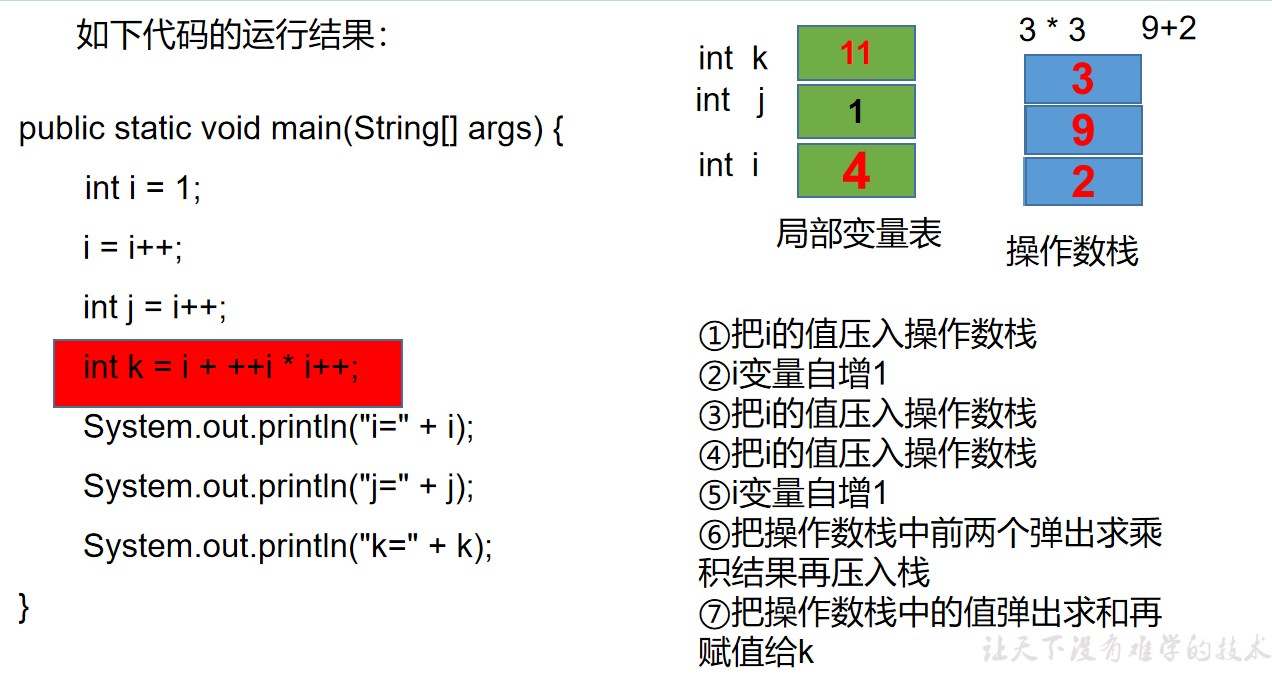 如下代码的运行结果：
public static void main(String[] args) {
int i = 1;
i = i++;
int j = i++;
int k = i + ++i * i++;
System.out.println("i=" + i);
System.out.println("j=" + j);
System.out.println("k=" + k);
}
int k
11
int j
1
int i
4
局部变量表
3 * 3 9+2
3
9
2
操作数栈
①把i的值压入操作数栈
②i变量自增1
③把i的值压入操作数栈
④把i的值压入操作数栈
⑤i变量自增1
⑥把操作数栈中前两个弹出求乘
积结果再压入栈
⑦把操作数栈中的值弹出求和再
赋值给k
让天下没有难学的技术